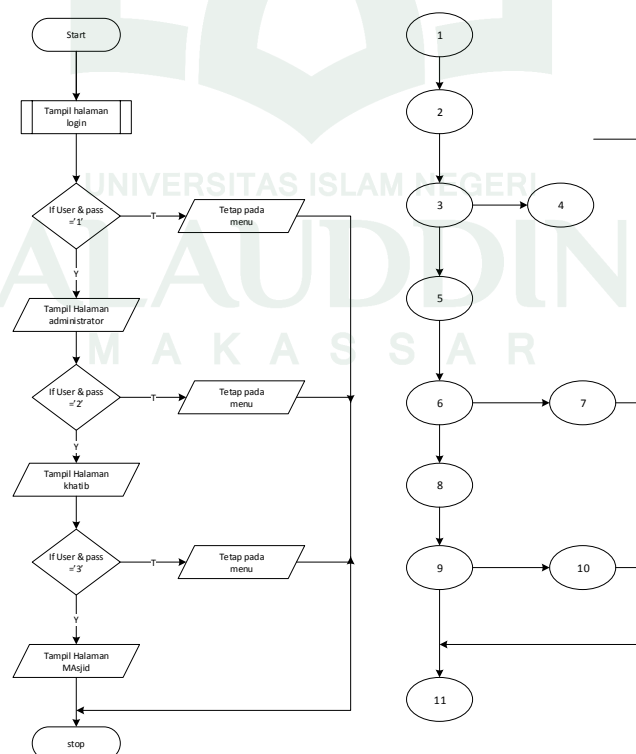 Start
Tampil halaman
login
If User & pass
='1'
T
Tetap pada
menu
Y
Tampil Halaman
administrator
If User & pass
='2'
T
Tetap pada
menu
Y
Tampil Halaman
khatib
If User & pass
='3'
T
Tetap pada
menu
Y
Tampil Halaman
MAsjid
stop
1
2
3
4
5
6
7
8
9
10
11
UNIVERSITAS ISLAM NEGERI
ALAUDDIN
MAKASSAR